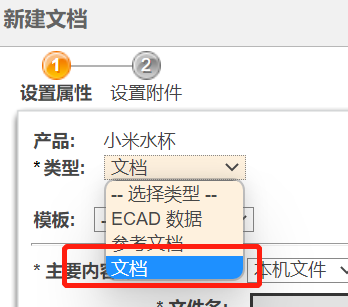 新建文档
1 2
设置属性 设置附件
产品: 小米水杯
*类型: 文档
-- 选择类型 --
模板: -
ECAD 数据
参考文档
* 主要内容 文档 本机文件
* 文件名: